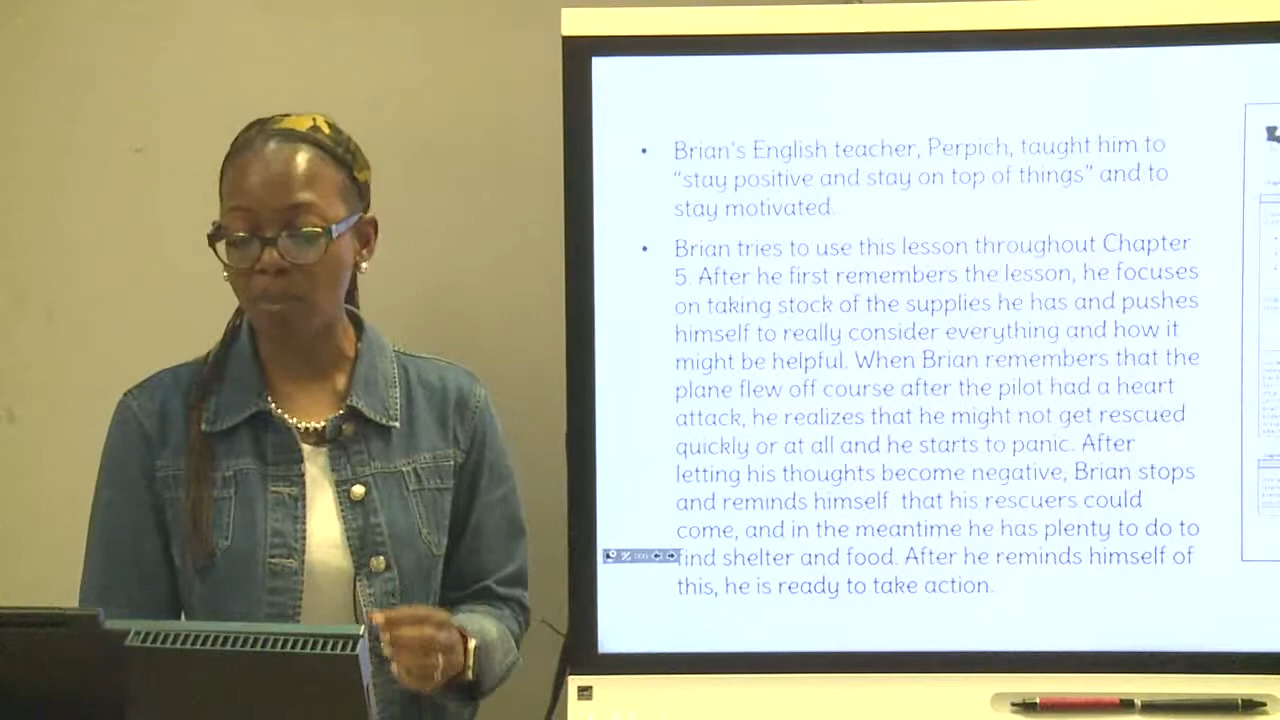 • Brian's English teacher, Perpich, taught him to
"stay positive and stay on top of things" and to
stay motivated.
• Brian tries to use this lesson throughout Chapter
5. After he first remembers the lesson, he focuses
on taking stock of the supplies he has and pushes
himself to really consider everything and how it
might be helpful. When Brian remembers that the
plane flew off course after the pilot had a heart
attack, he realizes that he might not get rescued
quickly or at all and he starts to panic. After
letting his thoughts become negative, Brian stops
and reminds himself that his rescuers could
come, and in the meantime he has plenty to do to
find shelter and food. After he reminds himself of
this, he is ready to take action.